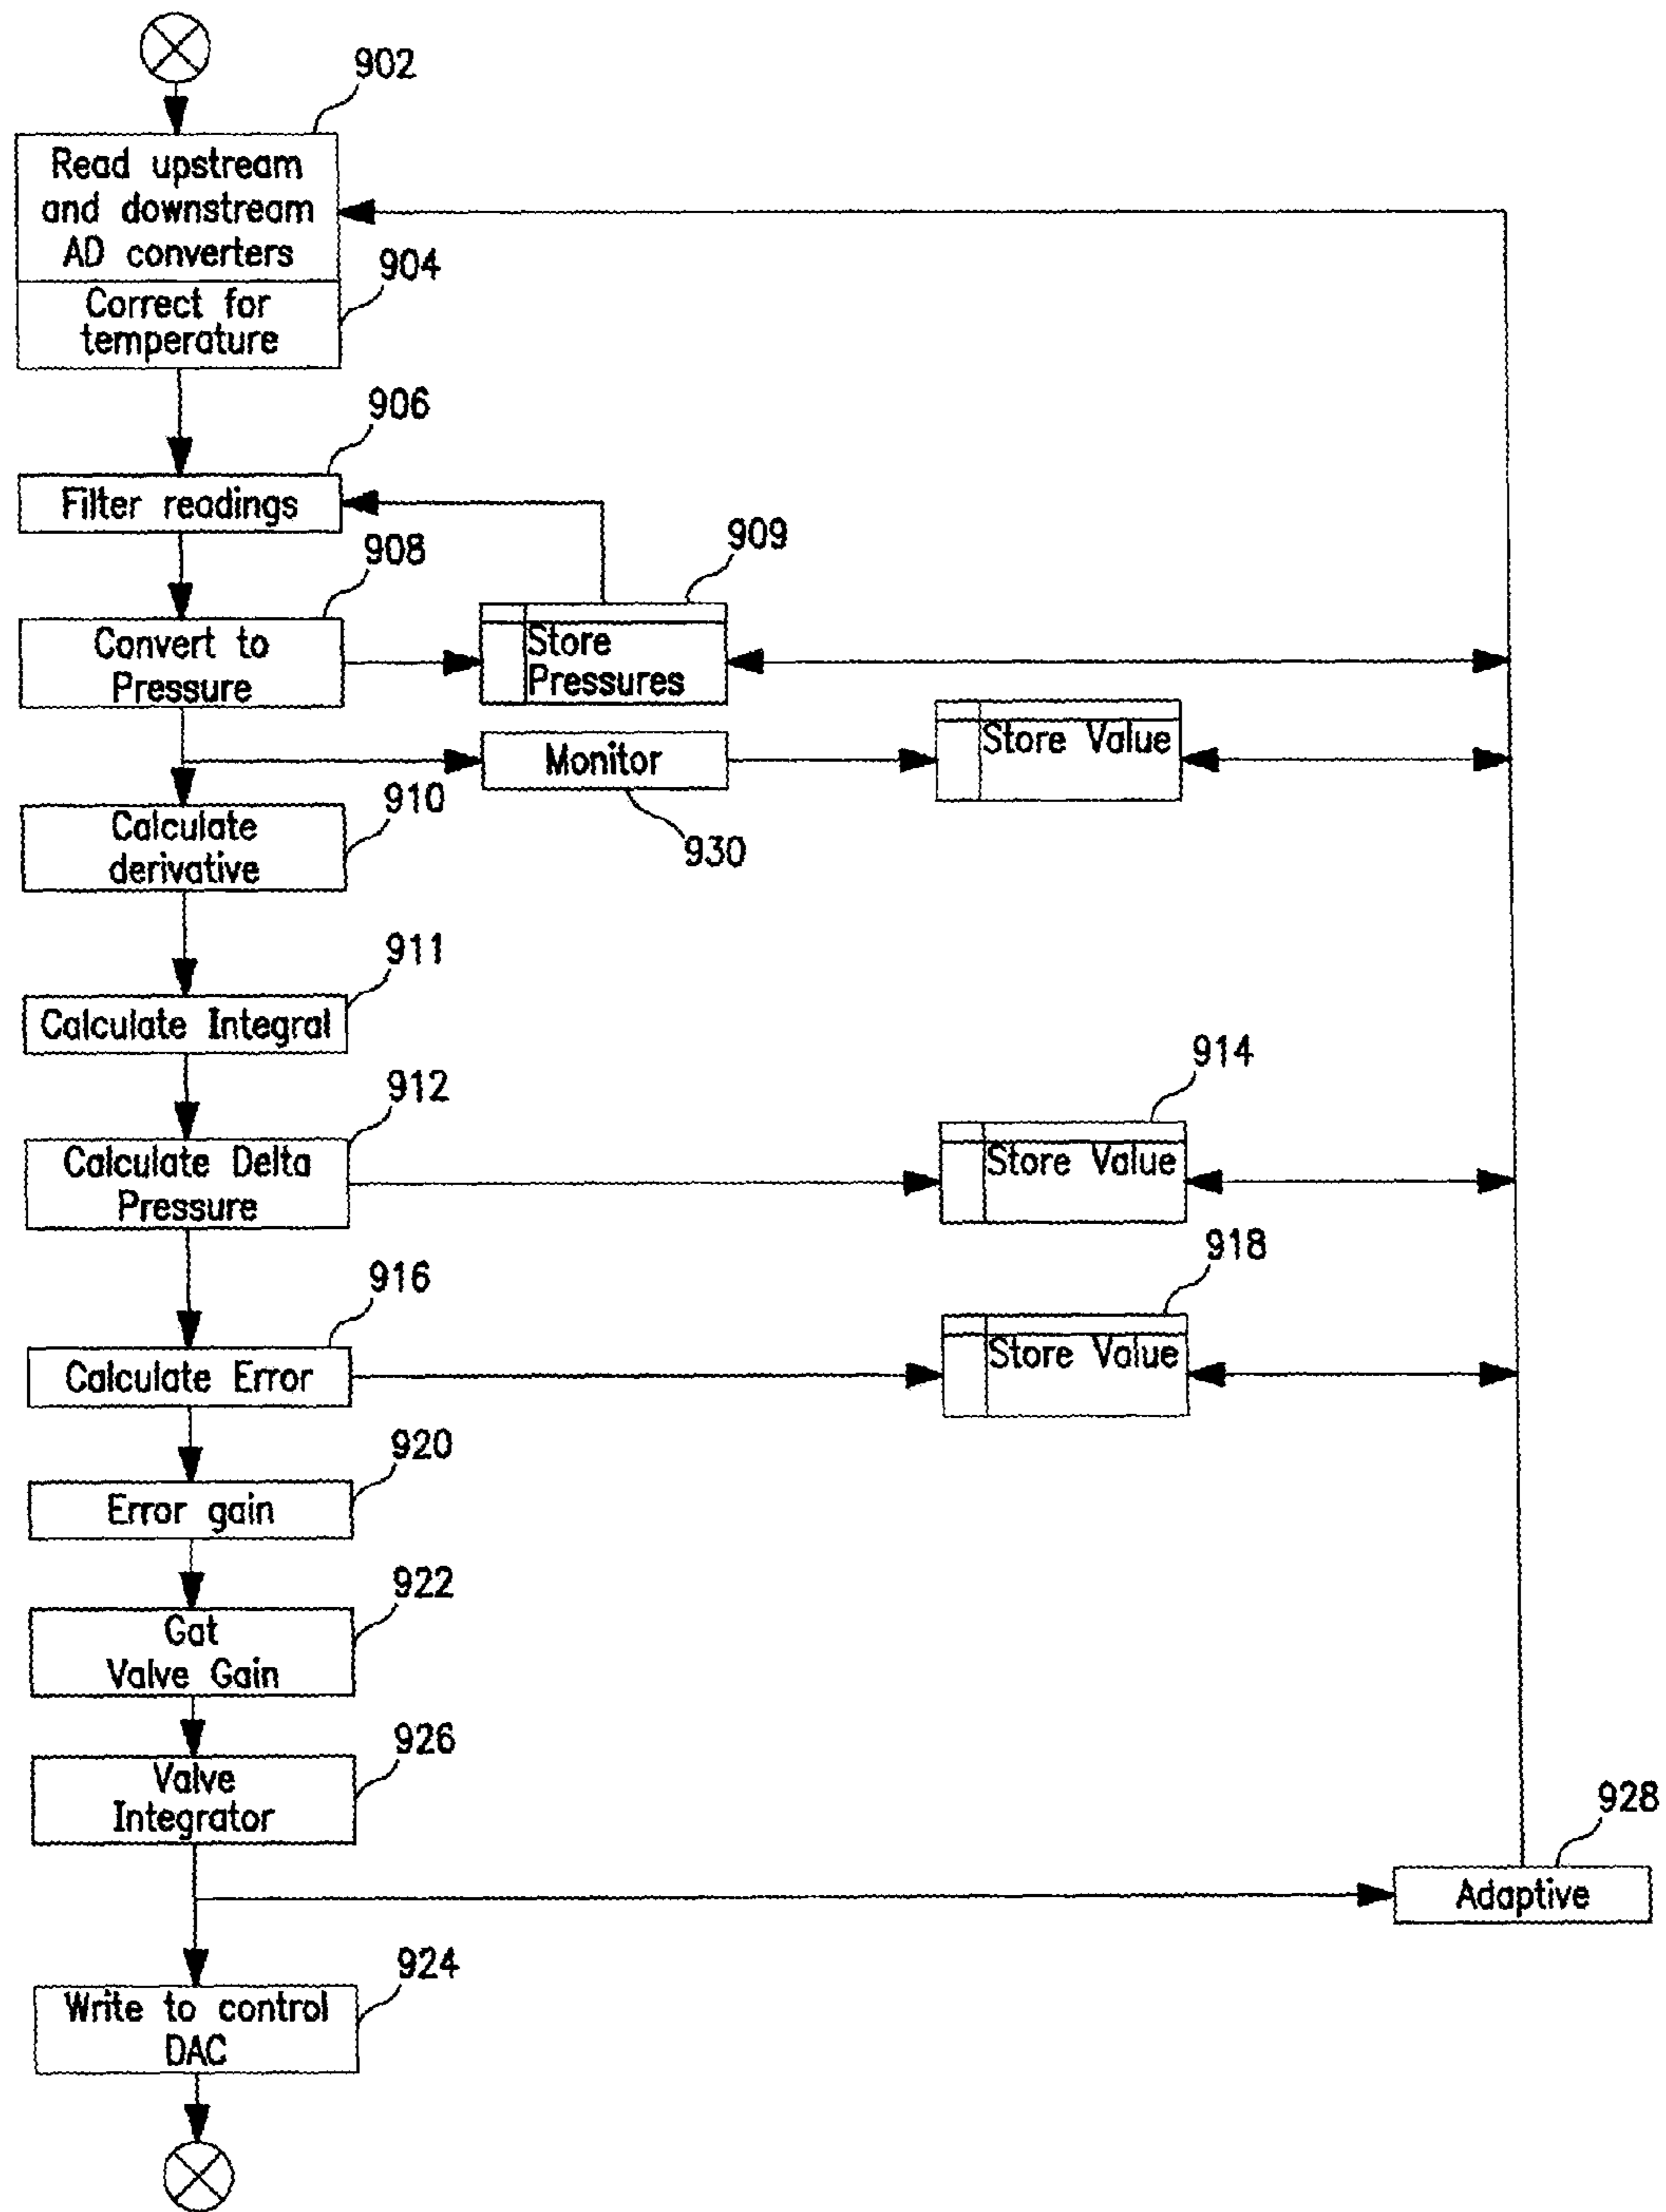 902
Read upstream
and downstream
AD converters
904
Correct for
temperature
906
Filter readings
908
Convert to
Pressure
909
Store
Pressures
Store Value
Monitor
930
910
Calculate
derivative
911
Calculate Integral
912
Calculate Delta
Pressure
914
Store Value
916
Calculate Error
918
Store Value
920
Error gain
922
Gat
Valve Gain
926
Valve
Integrator
928
Adaptive
924
Write to control
DAC